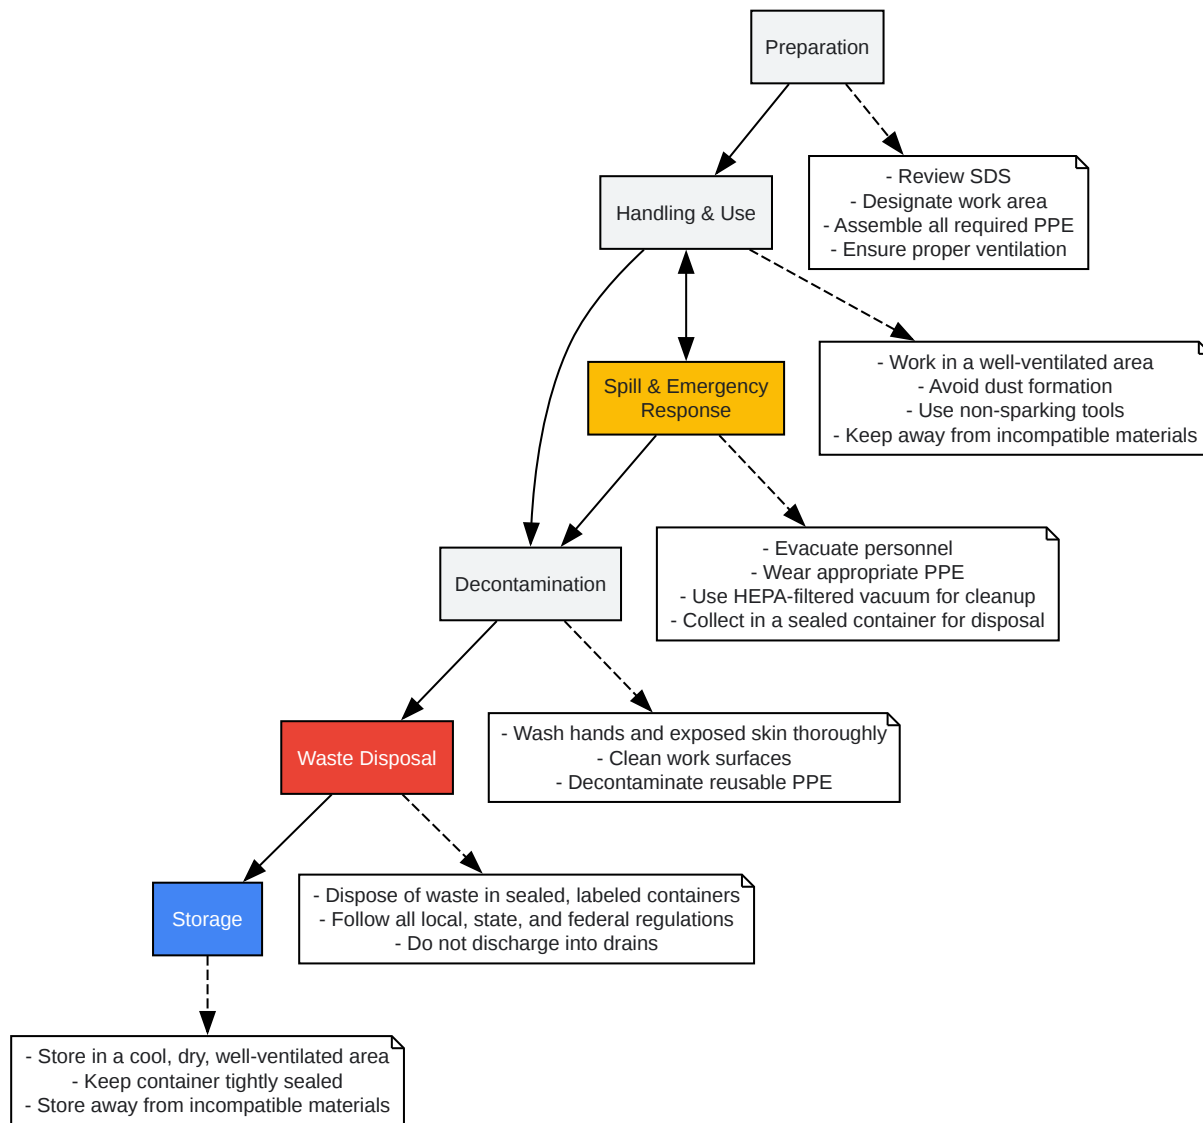 Preparation
- Review SDS
- Designate work area
- Assemble all required PPE
- Ensure proper ventilation
Handling & Use
- Work in a well-ventilated area
- Avoid dust formation
- Use non-sparking tools
- Keep away from incompatible materials
Spill & Emergency
Response
- Evacuate personnel
- Wear appropriate PPE
- Use HEPA-filtered vacuum for cleanup
- Collect in a sealed container for disposal
Decontamination
- Wash hands and exposed skin thoroughly
- Clean work surfaces
- Decontaminate reusable PPE
Waste Disposal
- Dispose of waste in sealed, labeled containers
- Follow all local, state, and federal regulations
- Do not discharge into drains
Storage
- Store in a cool, dry, well-ventilated area
- Keep container tightly sealed
- Store away from incompatible materials